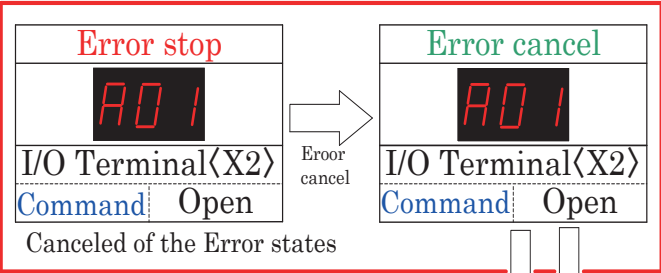 Error stop
A01
I/O Terminal〈X2〉
Command Open
Eroor
cancel
Error cancel
A01
I/O Terminal〈X2〉
Command Open
Canceled of the Error states